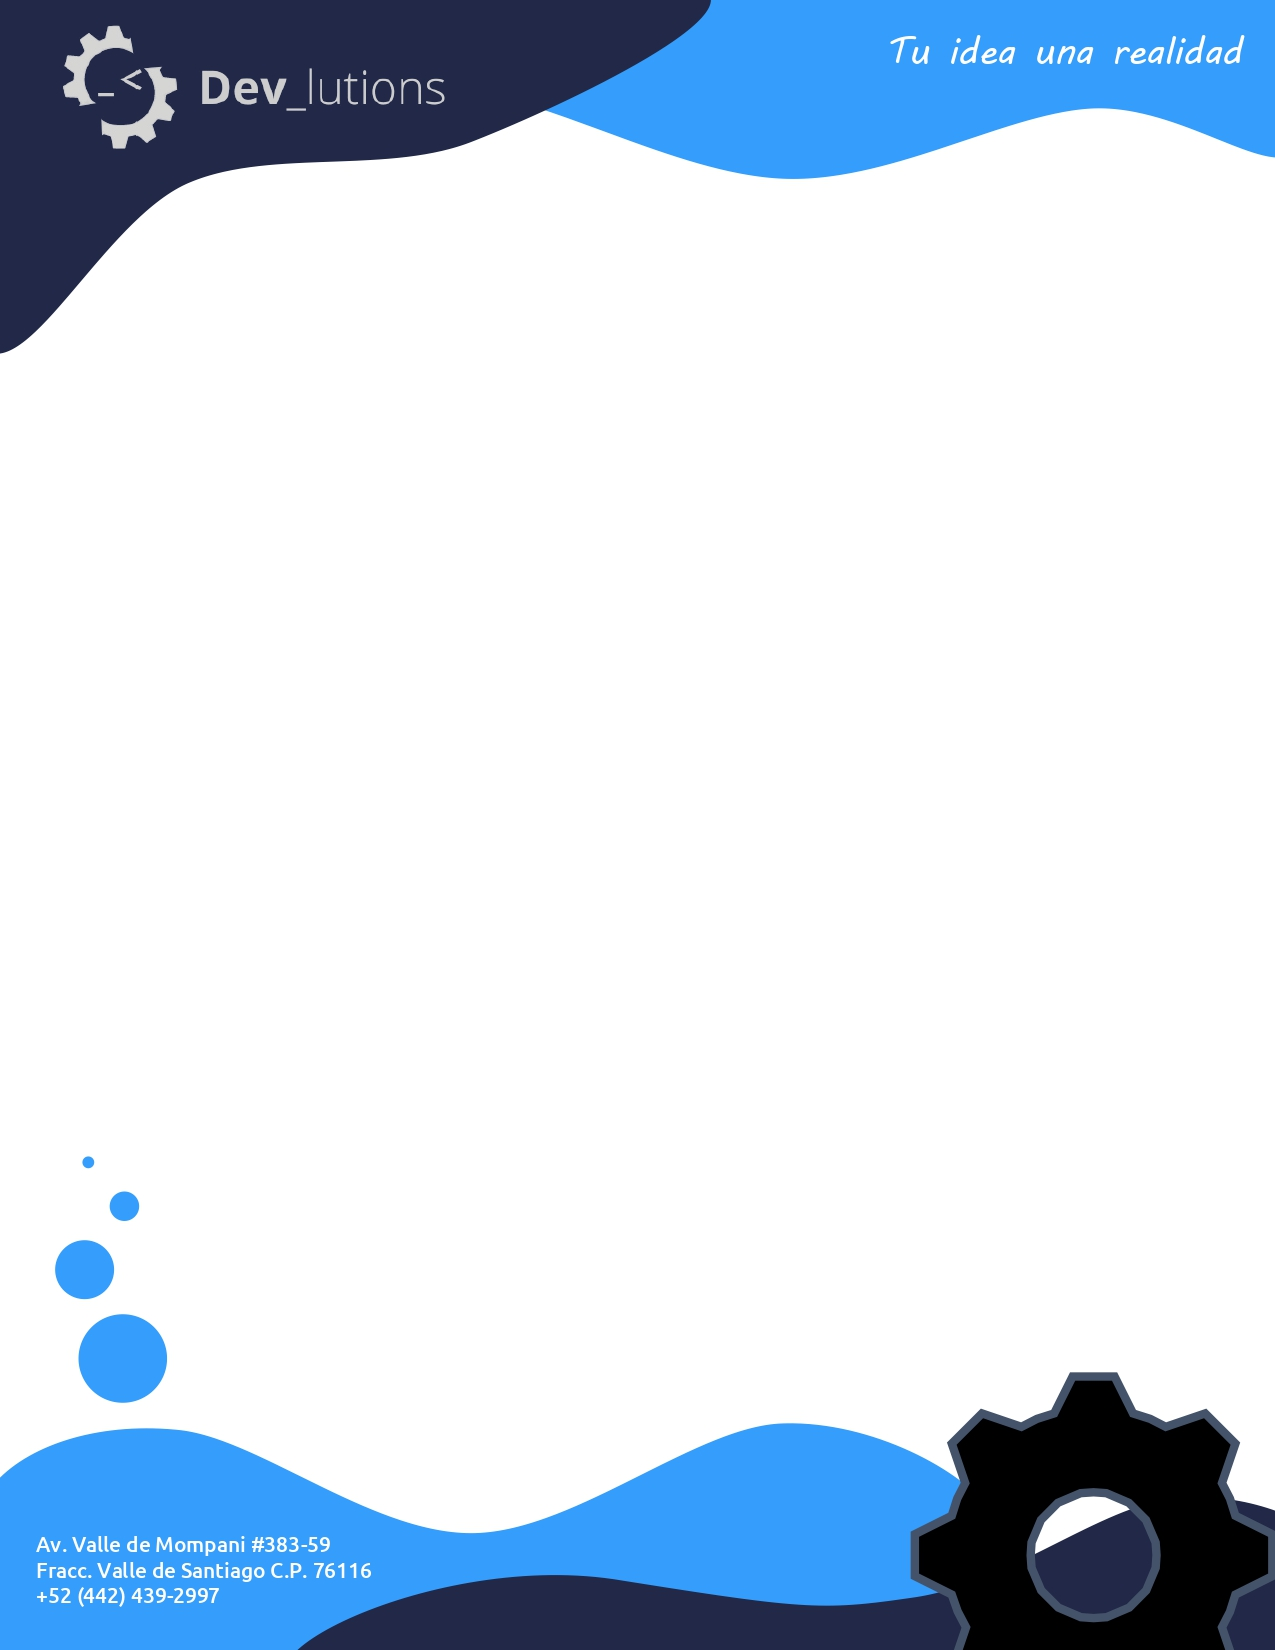 Dev_lutions
Tu idea una realidad
Av. Valle de Mompani #383-59
Fracc. Valle de Santiago C.P. 76116
+52 (442) 439-2997